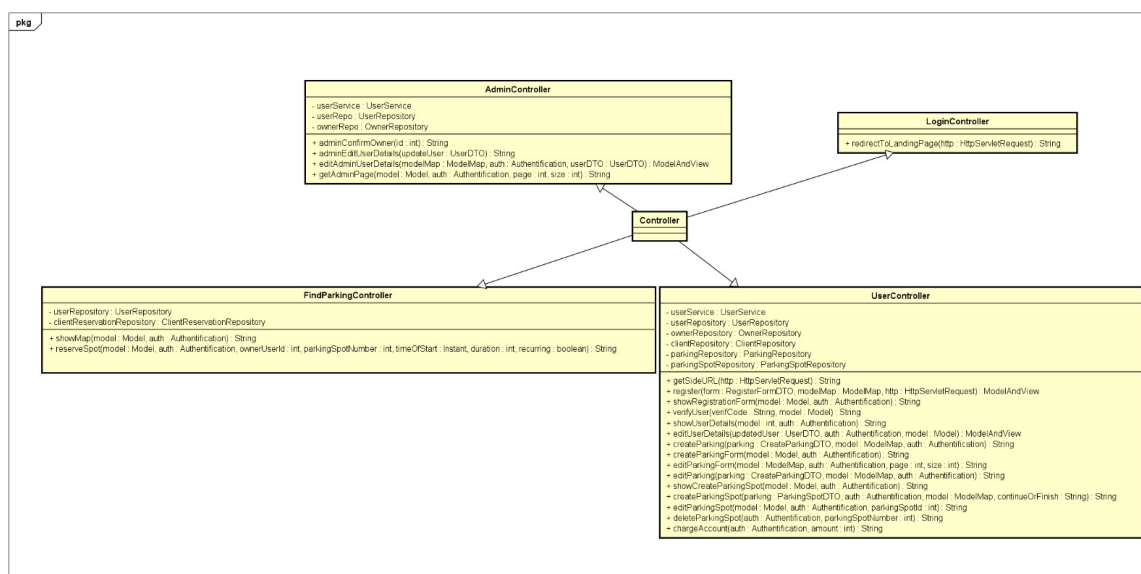 pkg
AdminController
- userService : UserService
- userRepo : UserRepository
- ownerRepo : OwnerRepository
+ adminConfirmOwner(id : int) : String
+ adminEditUserDetails(updateUser : UserDTO) : String
+ editAdminUserDetails(modelMap : ModelMap, auth : Authentification, userDTO : UserDTO) : ModelAndView
+ getAdminPage(model : Model, auth : Authentification, page : int, size : int) : String
LoginController
+ redirectToLandingPage(http : HttpServletRequest) : String
Controller
FindParkingController
- userRepository : UserRepository
- clientReservationRepository : ClientReservationRepository
+ showMap(model : Model, auth : Authentification) : String
+ reserveSpot(model : Model, auth : Authentification, ownerUserId : int, parkingSpotNumber : int, timeOfStart : Instant, duration : int, recurring : boolean) : String
UserController
- userService : UserService
- userRepository : UserRepository
- ownerRepository : OwnerRepository
- clientRepository : ClientRepository
- parkingRepository : ParkingRepository
- parkingSpotRepository : ParkingSpotRepository
+ getSideURL(http : HttpServletRequest) : String
+ register(form : RegisterFormDTO, modelMap : ModelMap, http : HttpServletRequest) : ModelAndView
+ showRegistrationForm(model : Model, auth : Authentification) : String
+ verifyUser(verifCode : String, model : Model) : String
+ showUserDetails(model : int, auth : Authentification) : String
+ editUserDetails(updatedUser : UserDTO, auth : Authentification, model : Model) : ModelAndView
+ createParking(parking : CreateParkingDTO, model : ModelMap, auth : Authentification) : String
+ createParkingForm(model : Model, auth : Authentification) : String
+ editParkingForm(model : ModelMap, auth : Authentification, page : int, size : int) : String
+ editParking(parking : CreateParkingDTO, model : ModelMap, auth : Authentification) : String
+ showCreateParkingSpot(model : Model, auth : Authentification) : String
+ createParkingSpot(parking : ParkingSpotDTO, auth : Authentification, model : ModelMap, continueOrFinish : String) : String
+ editParkingSpot(model : Model, auth : Authentification, parkingSpotId : int) : String
+ deleteParkingSpot(auth : Authentification, parkingSpotNumber : int) : String
+ chargeAccount(auth : Authentification, amount : int) : String